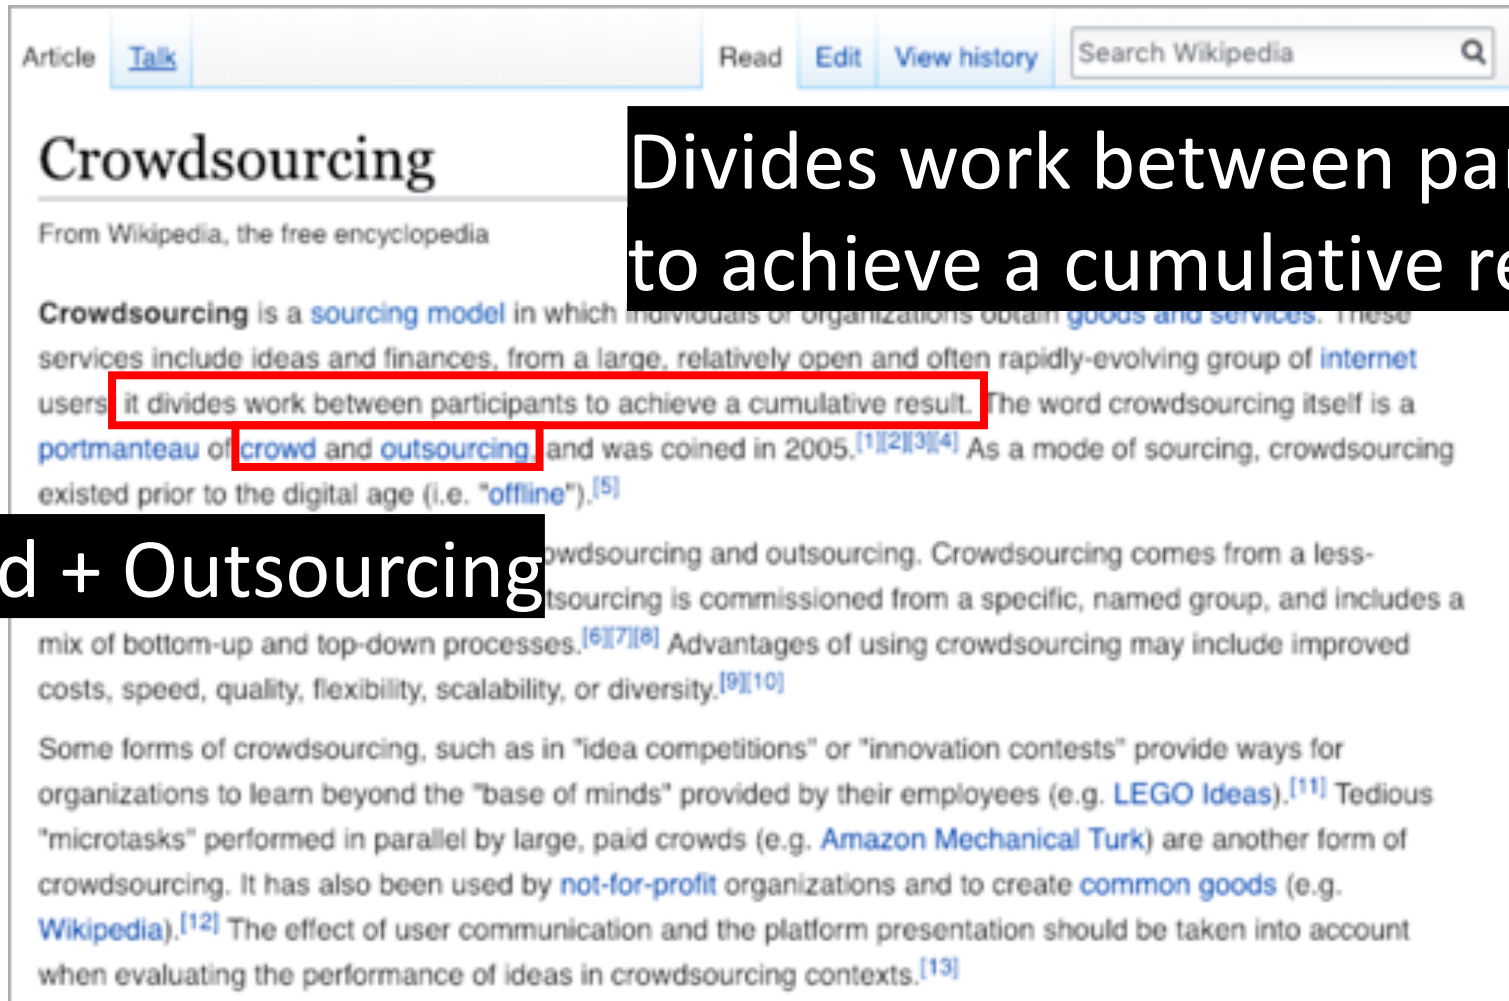 Article Talk Read Edit View history Search Wikipedia
Crowdsourcing
Divides work between par
to achieve a cumulative re
From Wikipedia, the free encyclopedia
Crowdsourcing is a sourcing model in which individuals or organizations obtain goods and services. These
services include ideas and finances, from a large, relatively open and often rapidly-evolving group of internet
users it divides work between participants to achieve a cumulative result. The word crowdsourcing itself is a
portmanteau of crowd and outsourcing, and was coined in 2005.[1][2][3][4] As a mode of sourcing, crowdsourcing
existed prior to the digital age (i.e. "offline").[5]
d + Outsourcing
owdsourcing and outsourcing. Crowdsourcing comes from a less-
tsourcing is commissioned from a specific, named group, and includes a
mix of bottom-up and top-down processes.[6][7][8] Advantages of using crowdsourcing may include improved
costs, speed, quality, flexibility, scalability, or diversity.[9][10]
Some forms of crowdsourcing, such as in "idea competitions" or "innovation contests" provide ways for
organizations to learn beyond the "base of minds" provided by their employees (e.g. LEGO Ideas).[11] Tedious
"microtasks" performed in parallel by large, paid crowds (e.g. Amazon Mechanical Turk) are another form of
crowdsourcing. It has also been used by not-for-profit organizations and to create common goods (e.g.
Wikipedia).[12] The effect of user communication and the platform presentation should be taken into account
when evaluating the performance of ideas in crowdsourcing contexts.[13]